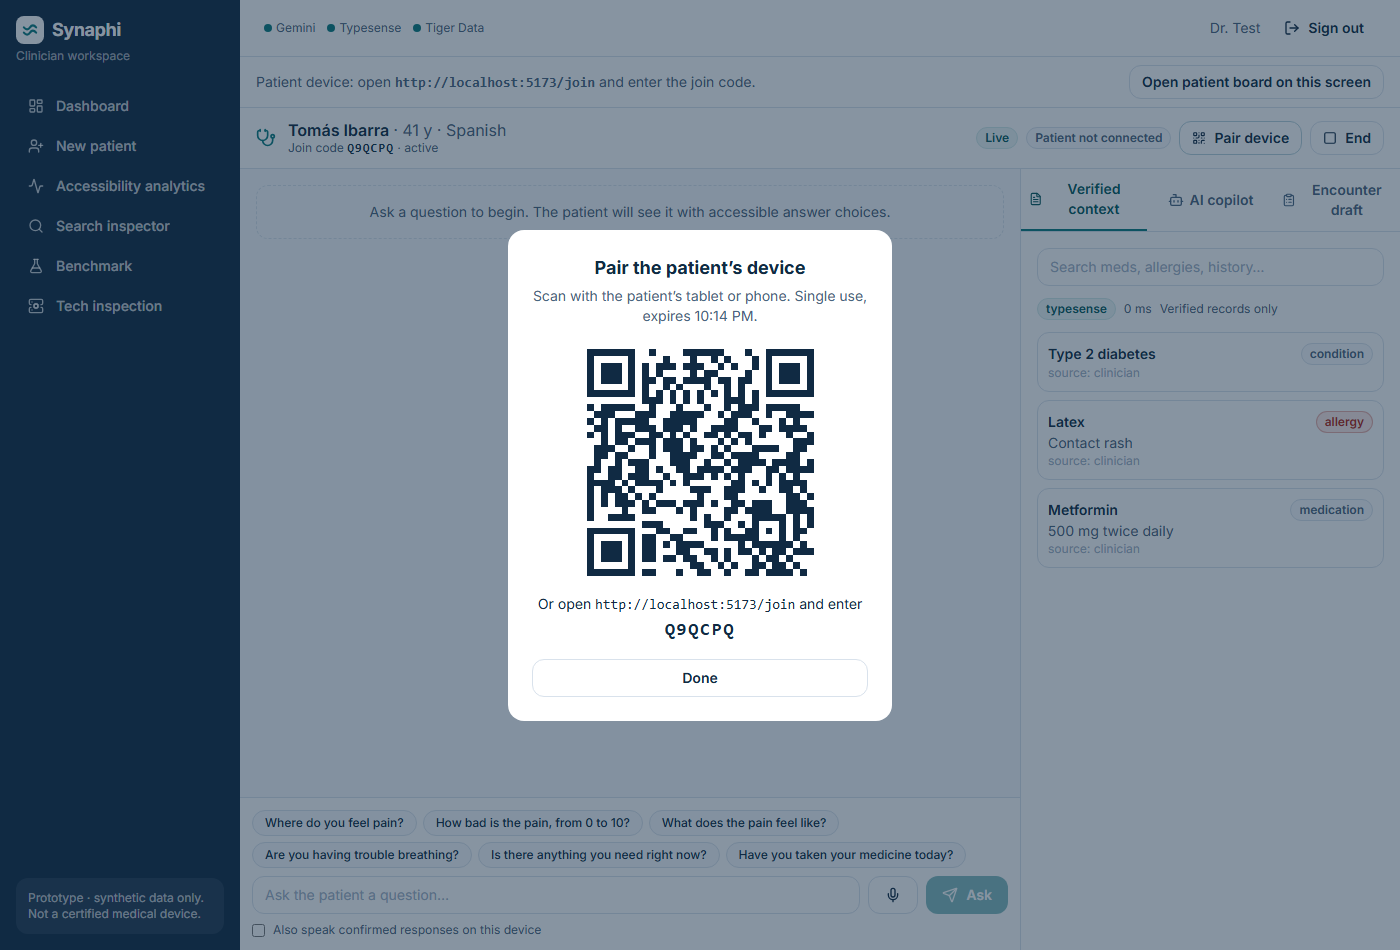 Synaphi
Clinician workspace
Dashboard
New patient
Accessibility analytics
Search inspector
Benchmark
Tech inspection
Prototype · synthetic data only.
Not a certified medical device.
Gemini
Typesense
Tiger Data
Dr. Test
Sign out
Patient device: open http://localhost:5173/join and enter the join code.
Open patient board on this screen
Tomás Ibarra · 41 y · Spanish
Join code Q9QCPQ · active
Live
Patient not connected
Pair device
End
Ask a question to begin. The patient will see it with accessible answer choices.
Pair the patient’s device
Scan with the patient’s tablet or phone. Single use,
expires 10:14 PM.
Or open http://localhost:5173/join and enter
Q9QCPQ
Done
Where do you feel pain?
How bad is the pain, from 0 to 10?
What does the pain feel like?
Are you having trouble breathing?
Is there anything you need right now?
Have you taken your medicine today?
Ask the patient a question...
Ask
Also speak confirmed responses on this device
Verified
context
AI copilot
Encounter
draft
Search meds, allergies, history...
typesense
0 ms
Verified records only
Type 2 diabetes
condition
source: clinician
Latex
allergy
Contact rash
source: clinician
Metformin
medication
500 mg twice daily
source: clinician